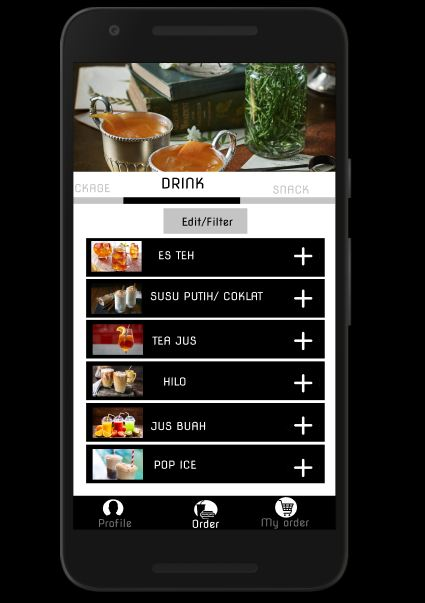 CKAGE DRINK SNACK
Edit/Filter
ES TEH
SUSU PUTIH/ COKLAT
TEA JUS
HILO
JUS BUAH
POP ICE
Profile Order My order